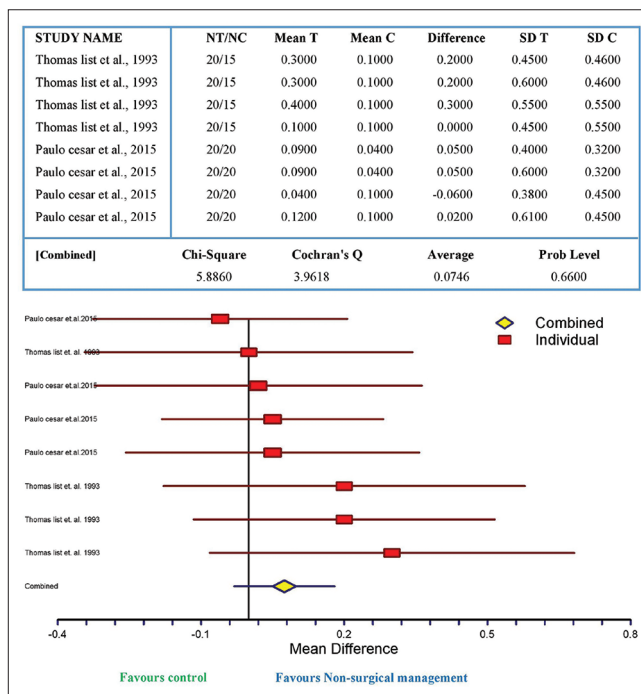 STUDY NAME NT/NC Mean T Mean C Difference SD T SD C
Thomas list et al., 1993 20/15 0.3000 0.1000 0.2000 0.4500 0.4600
Thomas list et al., 1993 20/15 0.3000 0.1000 0.2000 0.6000 0.4600
Thomas list et al., 1993 20/15 0.4000 0.1000 0.3000 0.5500 0.5500
Thomas list et al., 1993 20/15 0.1000 0.1000 0.0000 0.4500 0.5500
Paulo cesar et al., 2015 20/20 0.0900 0.0400 0.0500 0.4000 0.3200
Paulo cesar et al., 2015 20/20 0.0900 0.0400 0.0500 0.6000 0.3200
Paulo cesar et al., 2015 20/20 0.0400 0.1000 -0.0600 0.3800 0.4500
Paulo cesar et al., 2015 20/20 0.1200 0.1000 0.0200 0.6100 0.4500
[Combined] Chi-Square Cochran's Q Average Prob Level
5.8860 3.9618 0.0746 0.6600
Paulo cesar.et.al.2015
Combined
Individual
Thomas list et. al. 1993
Paulo cesar.et.al.2015
Paulo cesar.et.al.2015
Paulo cesar.et.al.2015
Thomas list et. al. 1993
Thomas list et. al. 1993
Thomas list et. al. 1993
Combined
-0.4 -0.1 0.2 0.5 0.8
Mean Difference
Favours control Favours Non-surgical management